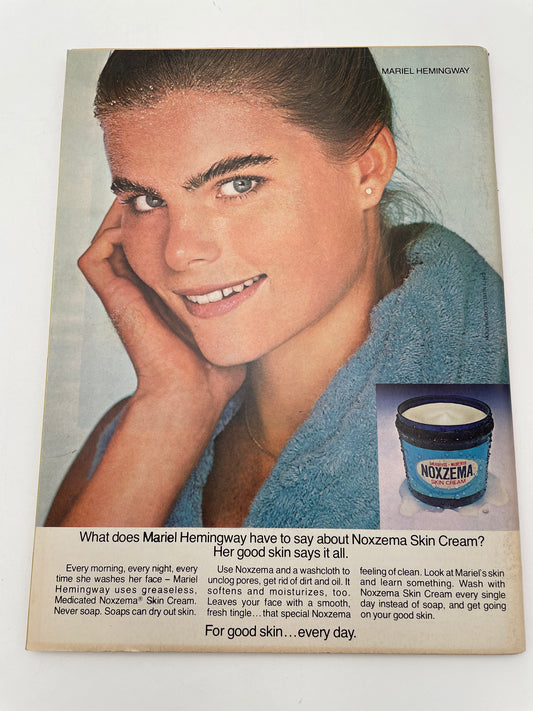 MARIEL HEMINGWAY
NOXZEMA
SKIN CREAM
What does Mariel Hemingway have to say about Noxzema Skin Cream?
Her good skin says it all.
Every morning, every night, every
time she washes her face – Mariel
Hemingway uses greaseless,
Medicated Noxzema® Skin Cream.
Never soap. Soaps can dry out skin.
Use Noxzema and a washcloth to
unclog pores, get rid of dirt and oil. It
softens and moisturizes, too.
Leaves your face with a smooth,
fresh tingle... that special Noxzema
feeling of clean. Look at Mariel's skin
and learn something. Wash with
Noxzema Skin Cream every single
day instead of soap, and get going
on your good skin.
For good skin...every day.